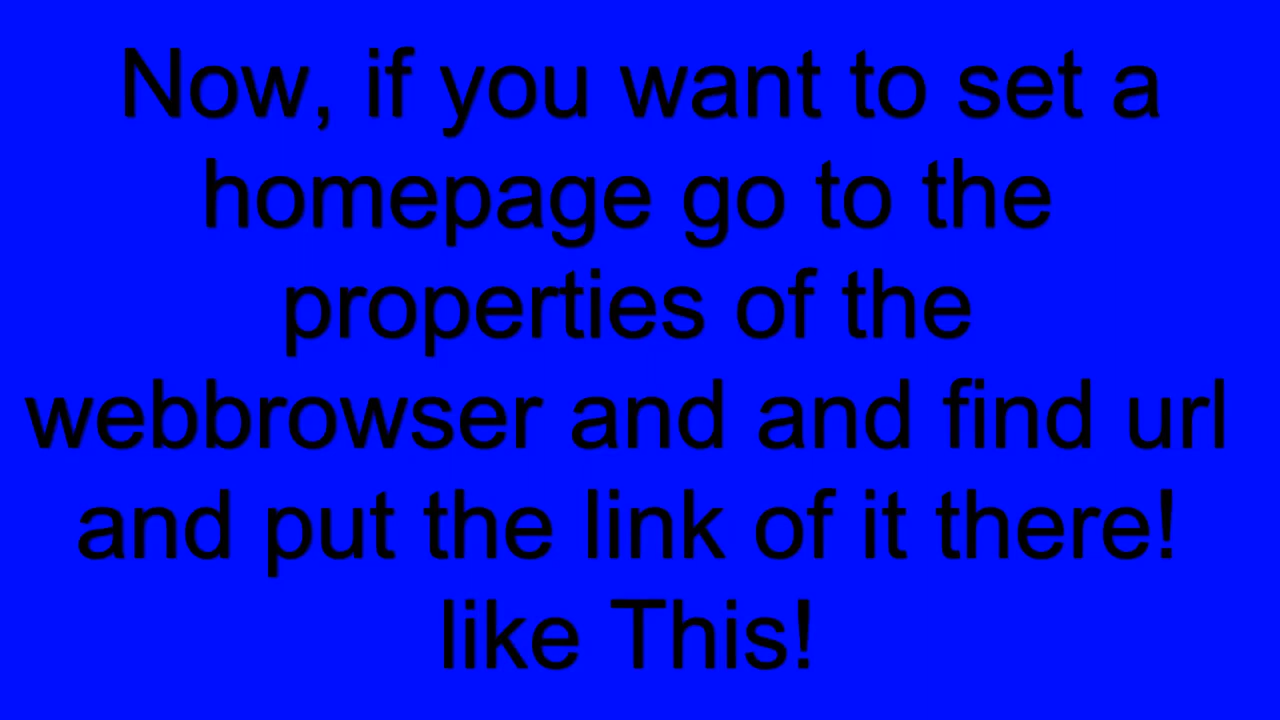 Now, if you want to set a
homepage go to the
properties of the
webbrowser and and find url
and put the link of it there!
like This!